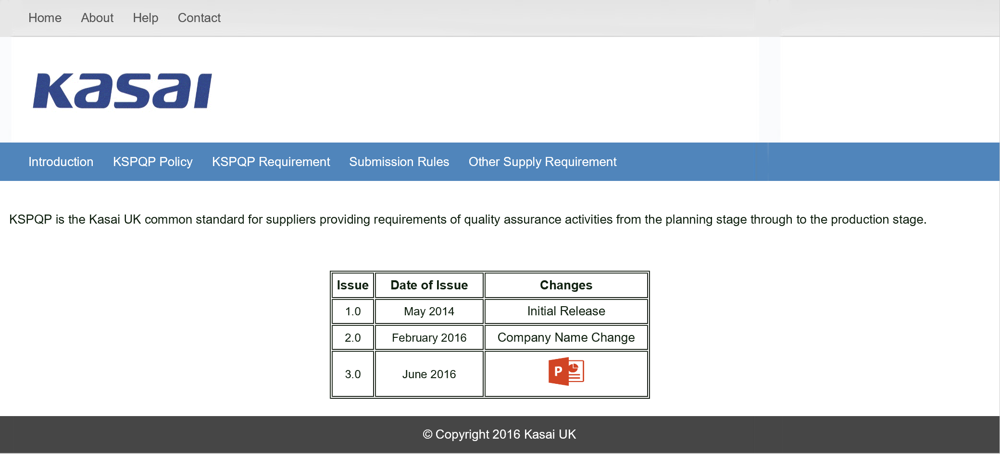 Home About Help Contact
Kasai
Introduction KSPQP Policy KSPQP Requirement Submission Rules Other Supply Requirement
KSPQP is the Kasai UK common standard for suppliers providing requirements of quality assurance activities from the planning stage through to the production stage.
Issue Date of Issue Changes
1.0 May 2014 Initial Release
2.0 February 2016 Company Name Change
3.0 June 2016 P
© Copyright 2016 Kasai UK